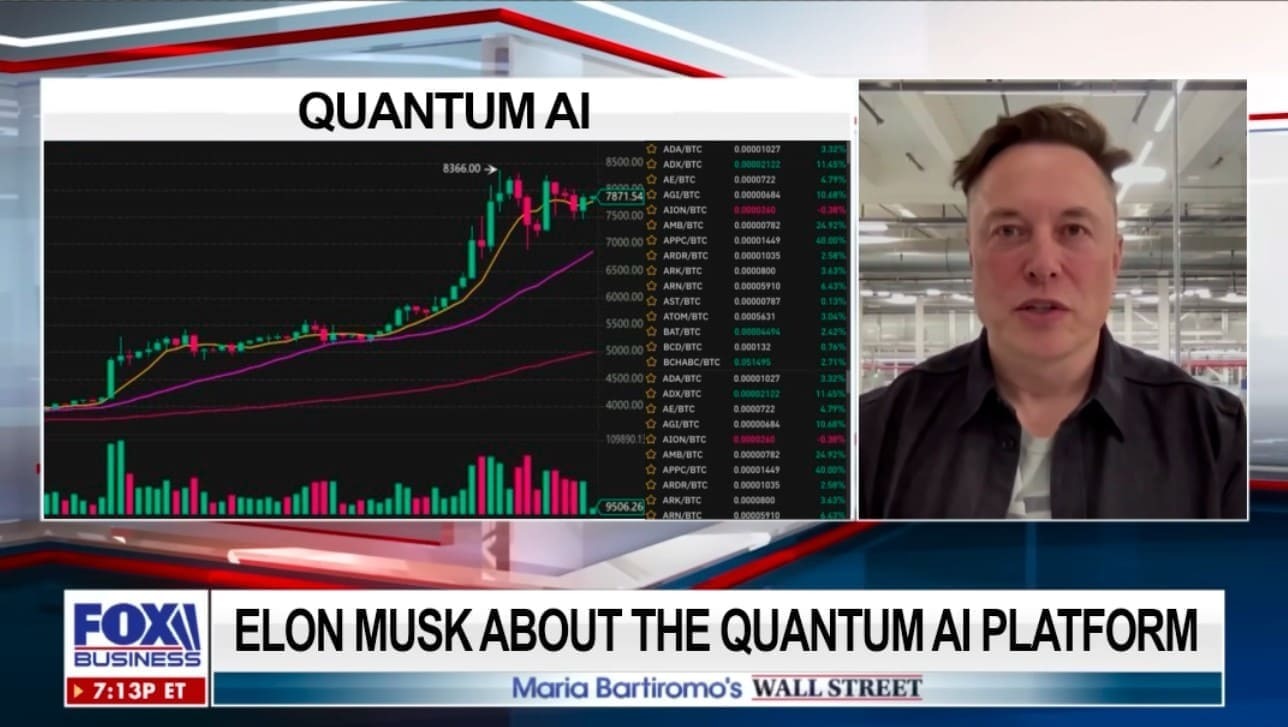 QUANTUM AI
8366.00
8500.00
8000.00
7871.54
7500.00
7000.00
6500.00
6000.00
5500.00
5000.00
4500.00
4000.00
9506.26
ADA/BTC 0.00001027 3.32%
ADX/BTC 0.00002122 11.45%
AE/BTC 0.0000722 4.79%
AGI/BTC 0.00000684 10.68%
AION/BTC 0.0000260 -0.38%
AMB/BTC 0.00000782 24.92%
APPC/BTC 0.00001449 40.00%
ARDR/BTC 0.00001035 2.58%
ARK/BTC 0.0000800 3.63%
ARN/BTC 0.00005910 6.43%
AST/BTC 0.00000787 0.13%
ATOM/BTC 0.0005631 3.04%
BAT/BTC 0.00004494 2.42%
BCD/BTC 0.000132 0.76%
BCHABC/BTC 0.051495 2.71%
ADA/BTC 0.00001027 3.32%
ADX/BTC 0.00002122 11.45%
AE/BTC 0.0000722 4.79%
AGI/BTC 0.00000684 10.68%
AION/BTC 0.0000260 -0.38%
AMB/BTC 0.00000782 24.92%
APPC/BTC 0.00001449 40.00%
ARDR/BTC 0.00001035 2.58%
ARK/BTC 0.0000800 3.63%
ARN/BTC 0.00005910 6.43%
FOX
BUSINESS
7:13P ET
ELON MUSK ABOUT THE QUANTUM AI PLATFORM
Maria Bartiromo's WALL STREET